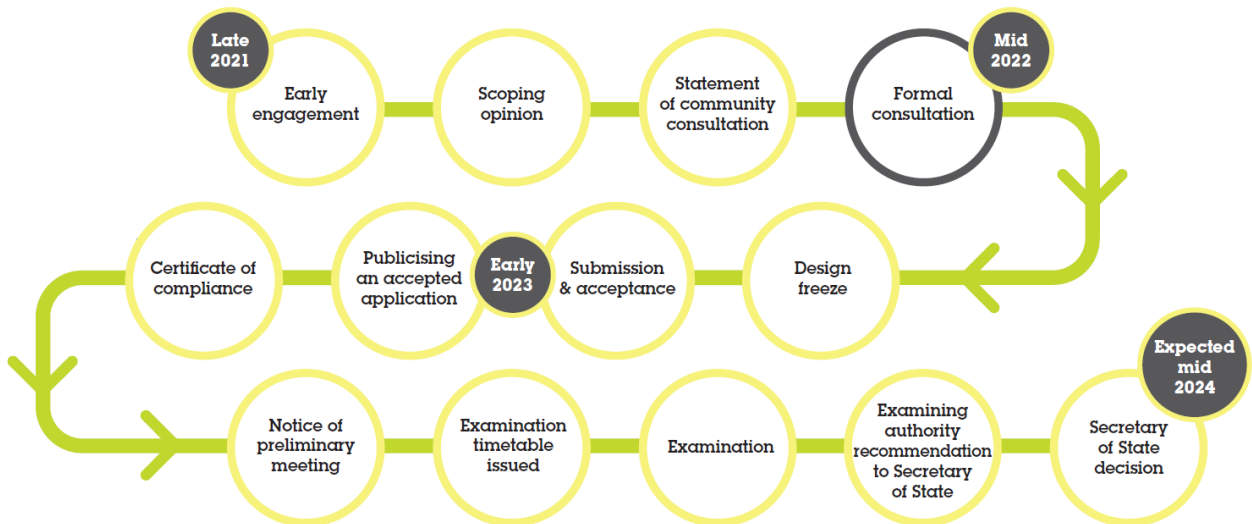 Late
2021
Early
engagement
Scoping
opinion
Statement
of community
consultation
Formal
consultation
Mid
2022
Design
freeze
Submission
& acceptance
Early
2023
Publicising
an accepted
application
Certificate of
compliance
Notice of
preliminary
meeting
Examination
timetable
issued
Examination
Examining
authority
recommendation
to Secretary
of State
Secretary
of State
decision
Expected
mid
2024